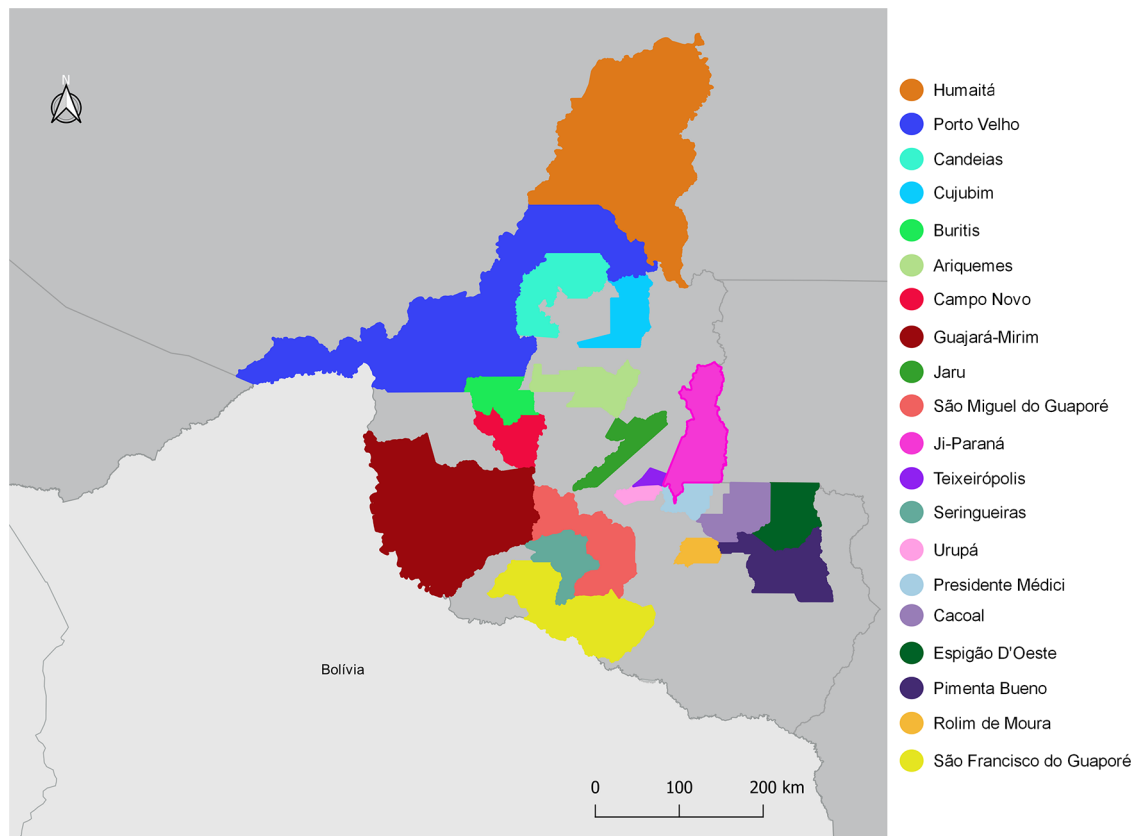 N
Humaitá
Porto Velho
Candeias
Cujubim
Buritis
Ariquemes
Campo Novo
Guajará-Mirim
Jaru
São Miguel do Guaporé
Ji-Paraná
Teixeirópolis
Seringueiras
Urupá
Presidente Médici
Cacoal
Espigão D'Oeste
Pimenta Bueno
Rolim de Moura
São Francisco do Guaporé
Bolívia
0 100 200 km